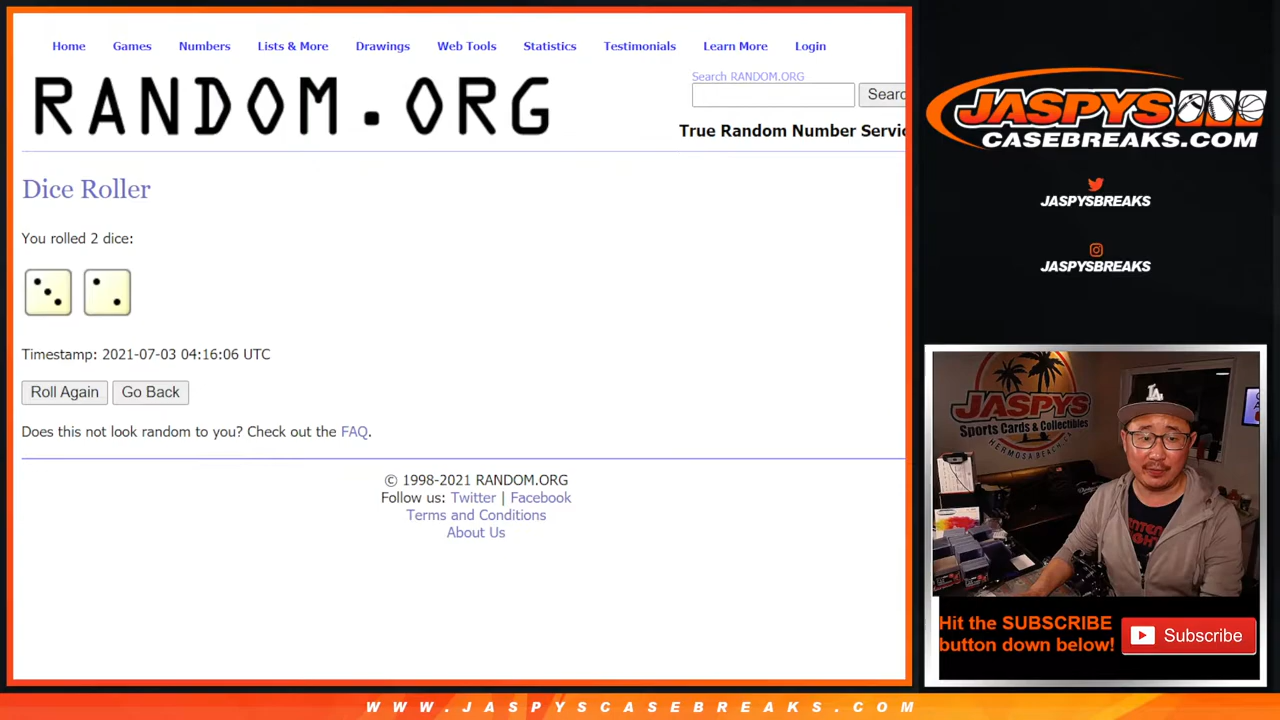 Home Games Numbers Lists & More Drawings Web Tools Statistics Testimonials Learn More Login
RANDOM.ORG
Search RANDOM.ORG
Searc
True Random Number Servic
Dice Roller
You rolled 2 dice:
Timestamp: 2021-07-03 04:16:06 UTC
Roll Again Go Back
Does this not look random to you? Check out the FAQ.
© 1998-2021 RANDOM.ORG
Follow us: Twitter | Facebook
Terms and Conditions
About Us
JASPYS
CASEBREAKS.COM
JASPYSBREAKS
JASPYSBREAKS
JASPYS
Sports Cards & Collectibles
HERMOSA BEACH, CA
LA
Hit the SUBSCRIBE
button down below!
Subscribe
WWW.JASPYSCASEBREAKS.COM